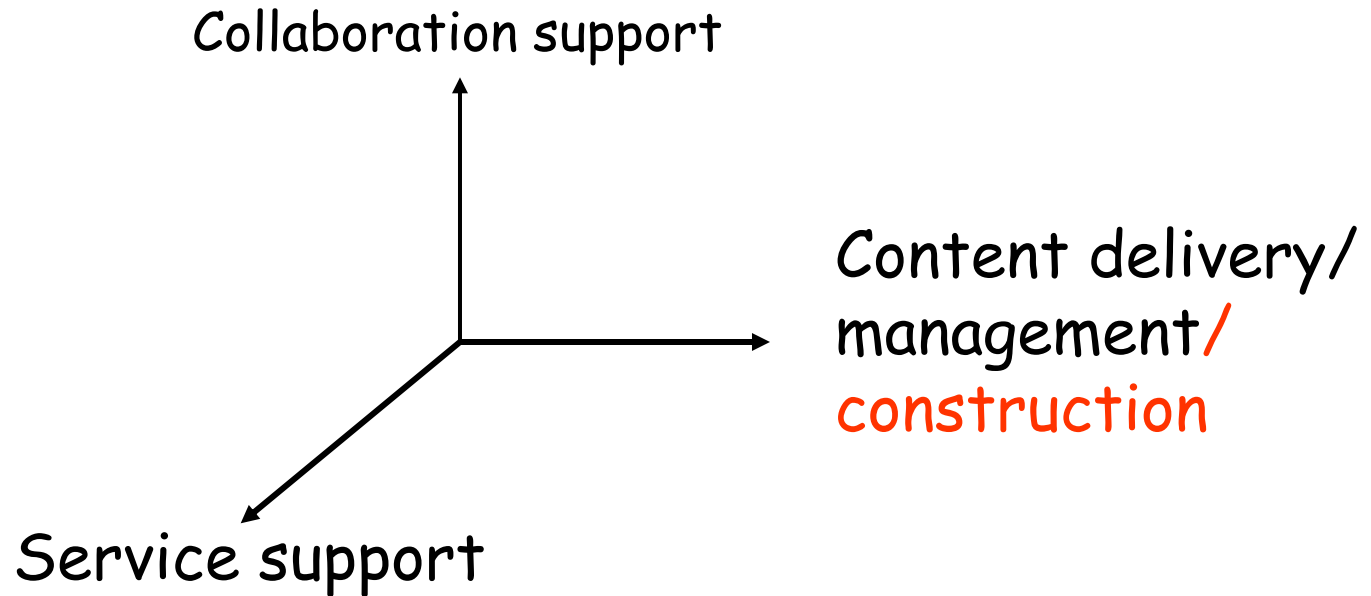 Collaboration support
Content delivery/
management/
construction
Service support